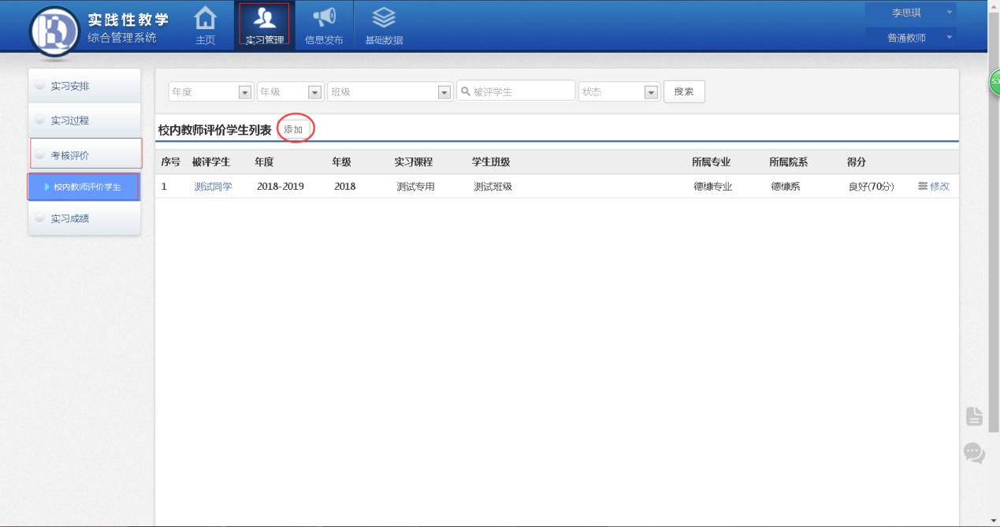 实践性教学
综合管理系统
主页
实习管理
信息发布
基础数据
李思琪
普通教师
实习安排
实习过程
考核评价
校内教师评价学生
实习成绩
年度 年级 班级 被评学生 状态 搜索
校内教师评价学生列表 添加
序号 被评学生 年度 年级 实习课程 学生班级 所属专业 所属院系 得分
1 测试同学 2018-2019 2018 测试专用 测试班级 德慷专业 德慷系 良好(70分) 修改
53